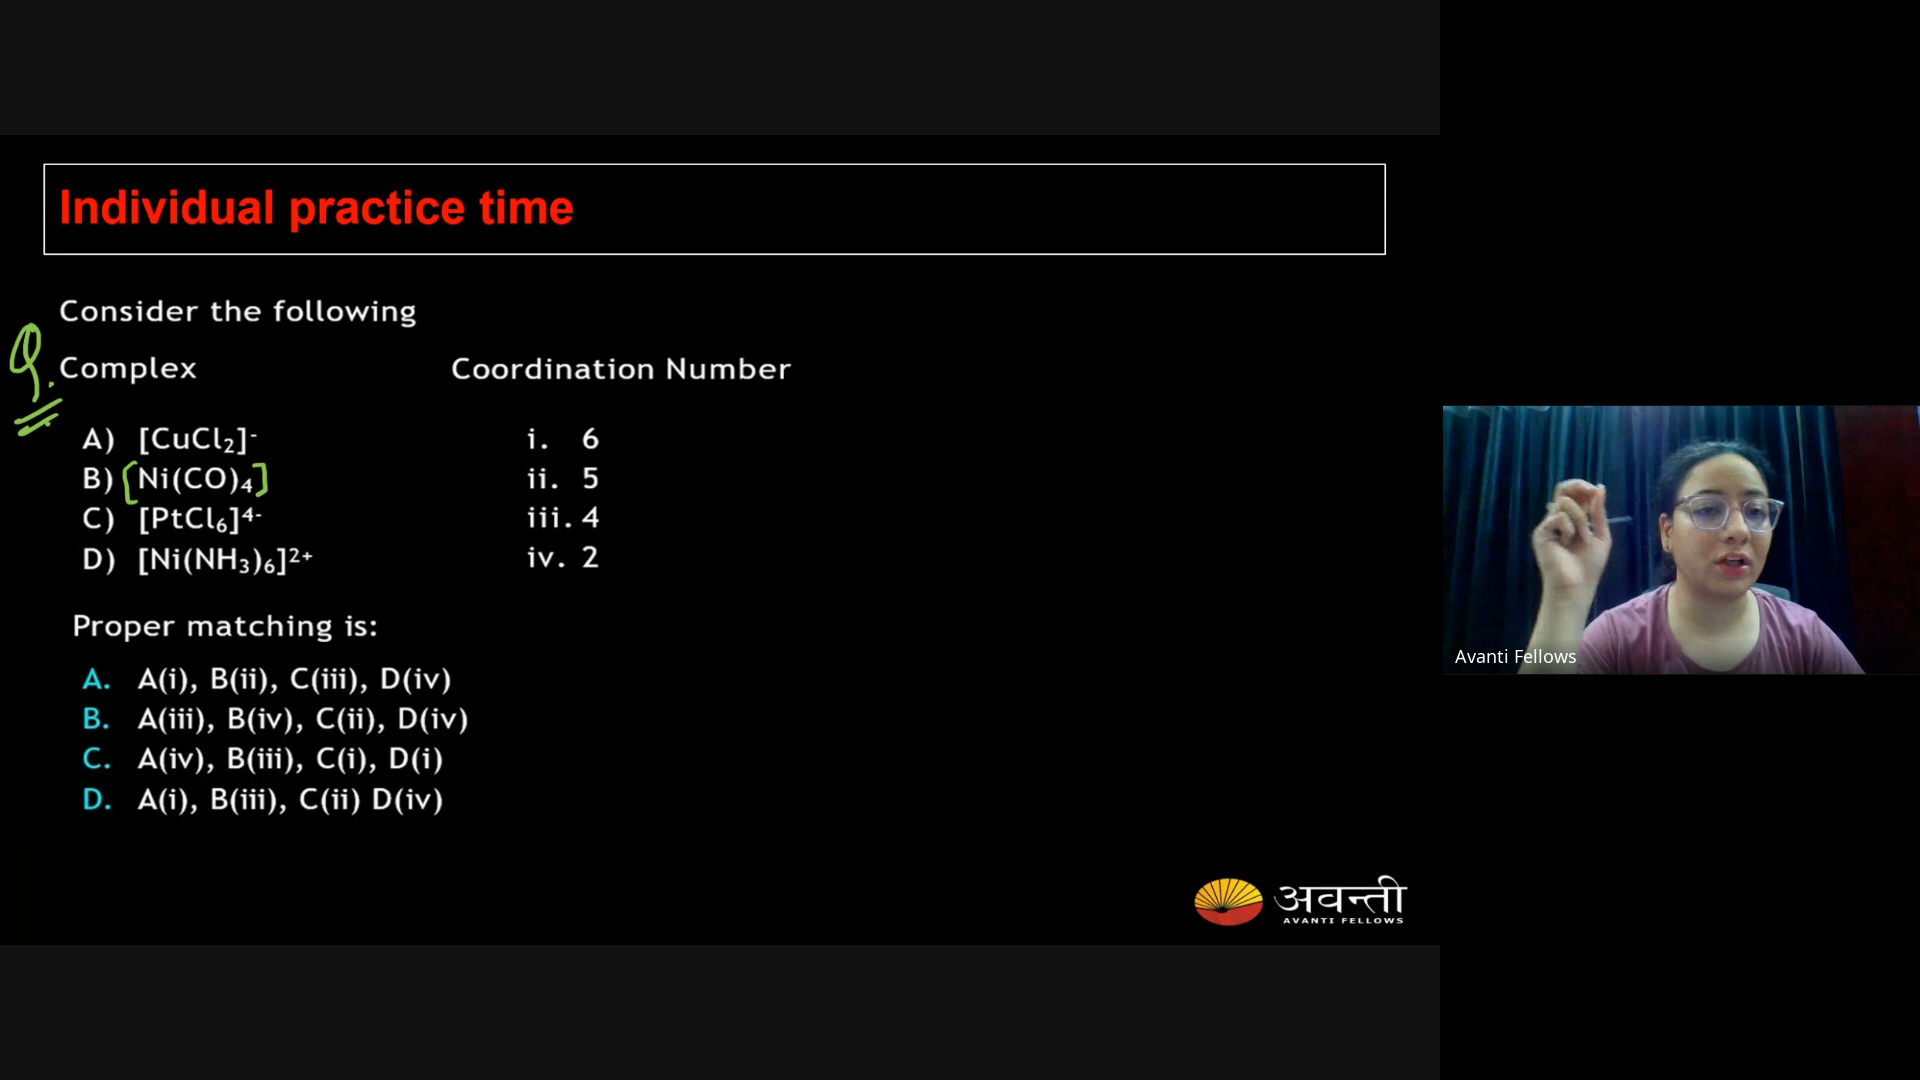 Individual practice time
Consider the following
Q.
Complex Coordination Number
A) [CuCl₂]⁻ i. 6
B) [Ni(CO)₄] ii. 5
C) [PtCl₆]⁴⁻ iii. 4
D) [Ni(NH₃)₆]²⁺ iv. 2
Proper matching is:
A. A(i), B(ii), C(iii), D(iv)
B. A(iii), B(iv), C(ii), D(iv)
C. A(iv), B(iii), C(i), D(i)
D. A(i), B(iii), C(ii) D(iv)
Avanti Fellows
अवन्ती
AVANTI FELLOWS